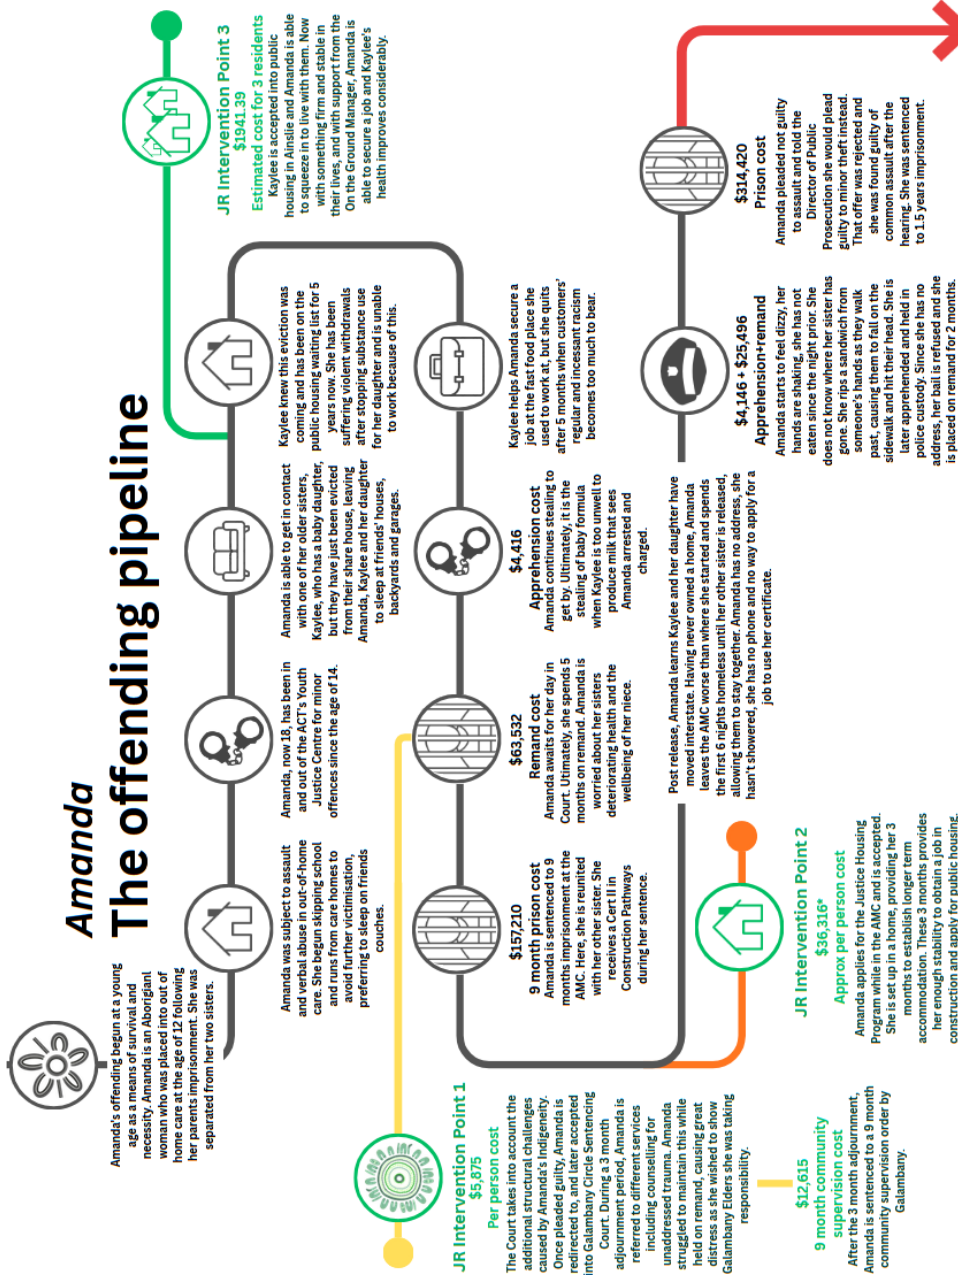 Amanda
The offending pipeline
Amanda's offending begun at a young
age as a means of survival and
necessity. Amanda is an Aborigianl
woman who was placed into out of
home care at the age of 12 following
her parents imprisonment. She was
separated from her two sisters.
Amanda was subject to assault
and verbal abuse in out-of-home
care. She begun skipping school
and runs from care homes to
avoid further victimisation,
preferring to sleep on friends
couches.
Amanda, now 18, has been in
and out of the ACT's Youth
Justice Centre for minor
offences since the age of 14.
Amanda is able to get in contact
with one of her older sisters,
Kaylee, who has a baby daughter,
but they have just been evicted
from their share house, leaving
Amanda, Kaylee and her daughter
to sleep at friends' houses,
backyards and garages.
Kaylee knew this eviction was
coming and has been on the
public housing waiting list for 5
years now. She has been
suffering violent withdrawals
after stopping substance use
for her daughter and is unable
to work because of this.
JR Intervention Point 3
$1941.39
Estimated cost for 3 residents
Kaylee is accepted into public
housing in Ainslie and Amanda is able
to squeeze in to live with them. Now
with something firm and stable in
their lives, and with support from the
On the Ground Manager, Amanda is
able to secure a job and Kaylee's
health improves considerably.
Kaylee helps Amanda secure a
job at the fast food place she
used to work at, but she quits
after 5 months when customers'
regular and incessant racism
becomes too much to bear.
$4,416
Apprehension cost
Amanda continues stealing to
get by. Ultimately, it is the
stealing of baby formula
when Kaylee is too unwell to
produce milk that sees
Amanda arrested and
charged.
$63,532
Remand cost
Amanda awaits for her day in
Court. Utimately, she spends 5
months on remand. Amanda is
worried about her sisters
deteriorating health and the
wellbeing of her niece.
$157,210
9 month prison cost
Amanda is sentenced to 9
months imprisonment at the
AMC. Here, she is reunited
with her other sister. She
receives a Cert II in
Construction Pathways
during her sentence.
JR Intervention Point 1
$5,875
Per person cost
The Court takes into account the
additional structural challenges
caused by Amanda's Indigeneity.
Once pleaded guilty, Amanda is
redirected to, and later accepted
into Galambany Circle Sentencing
Court. During a 3 month
adjournment period, Amanda is
referred to different services
including counselling for
unaddressed trauma. Amanda
struggled to maintain this while
held on remand, causing great
distress as she wished to show
Galambany Elders she was taking
responsibility.
$12,615
9 month community
supervision cost
After the 3 month adjournment,
Amanda is sentenced to a 9 month
community supervision order by
Galambany.
JR Intervention Point 2
$36,316*
Approx per person cost
Amanda applies for the Justice Housing
Program while in the AMC and is accepted.
She is set up in a home, providing her 3
months to establish longer term
accommodation. These 3 months provides
her enough stability to obtain a job in
construction and apply for public housing.
Post release, Amanda learns Kaylee and her daughter have
moved interstate. Having never owned a home, Amanda
leaves the AMC worse than where she started and spends
the first 6 nights homeless until her other sister is released,
allowing them to stay together. Amanda has no address, she
hasn't showered, she has no phone and no way to apply for a
job to use her certificate.
$4,146 + $25,496
Apprehension+remand
Amanda starts to feel dizzy, her
hands are shaking, she has not
eaten since the night prior. She
does not know where her sister has
gone. She rips a sandwich from
someone's hands as they walk
past, causing them to fall on the
sidewalk and hit their head. She is
later apprehended and held in
police custody. Since she has no
address, her bail is refused and she
is placed on remand for 2 months.
$314,420
Prison cost
Amanda pleaded not guilty
to assault and told the
Director of Public
Prosecution she would plead
guilty to minor theft instead.
That offer was rejected and
she was found guilty of
common assault after the
hearing. She was sentenced
to 1.5 years imprisonment.